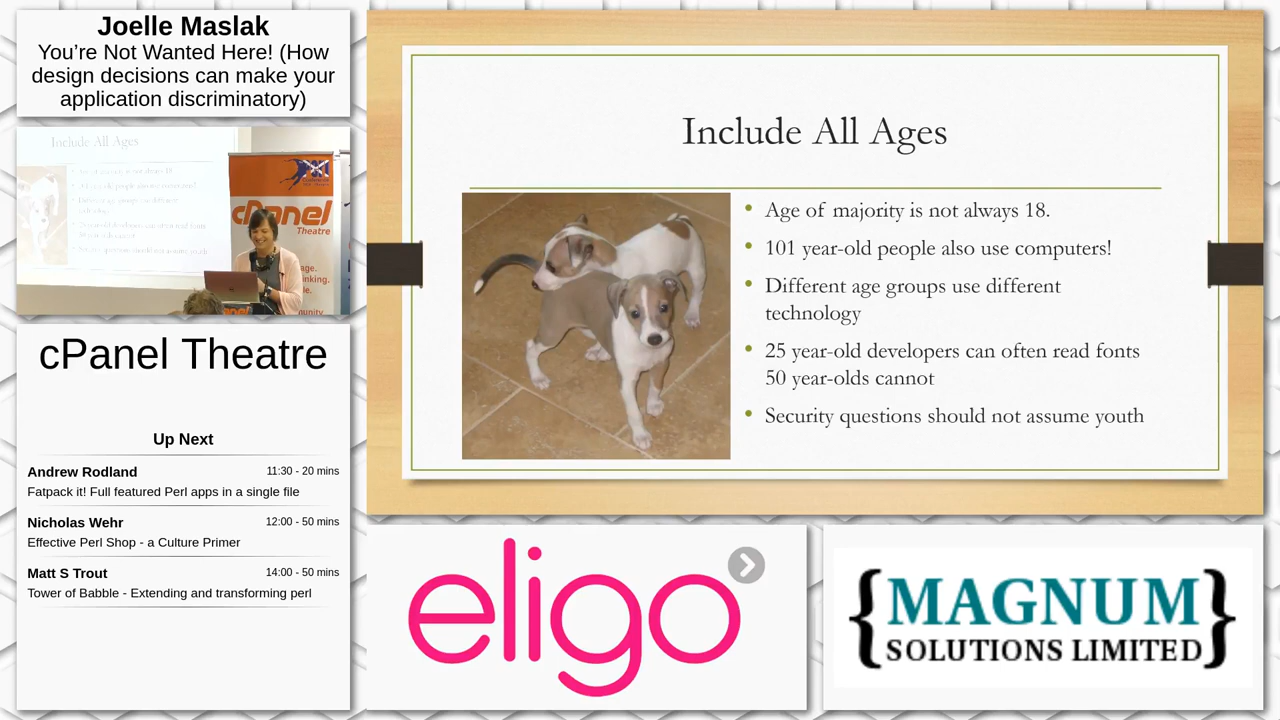 Joelle Maslak
You’re Not Wanted Here! (How
design decisions can make your
application discriminatory)
Include All Ages
cPanel
Theatre
cPanel Theatre
Up Next
Andrew Rodland 11:30 - 20 mins
Fatpack it! Full featured Perl apps in a single file
Nicholas Wehr 12:00 - 50 mins
Effective Perl Shop - a Culture Primer
Matt S Trout 14:00 - 50 mins
Tower of Babble - Extending and transforming perl
Include All Ages
• Age of majority is not always 18.
• 101 year-old people also use computers!
• Different age groups use different
technology
• 25 year-old developers can often read fonts
50 year-olds cannot
• Security questions should not assume youth
eligo
{MAGNUM}
SOLUTIONS LIMITED